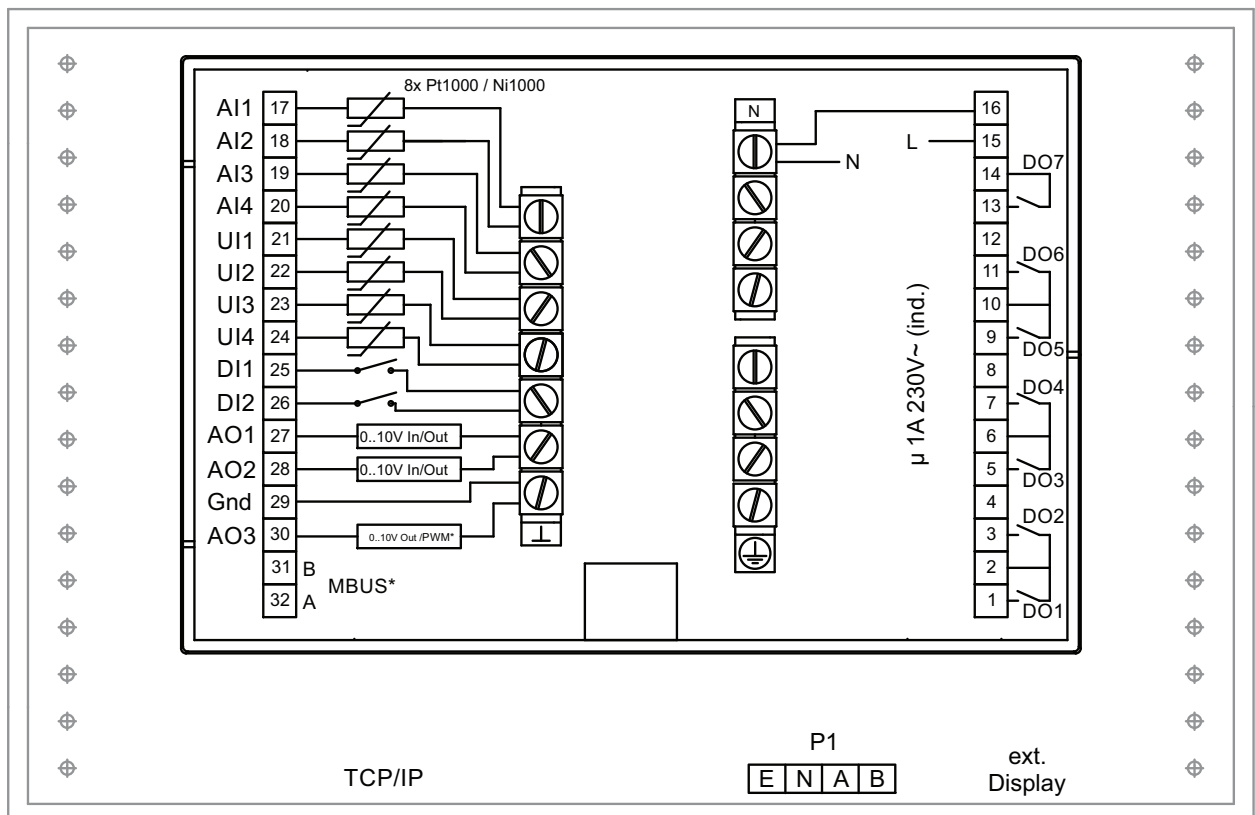 8x Pt1000 / Ni1000
AI1 17
AI2 18
AI3 19
AI4 20
UI1 21
UI2 22
UI3 23
UI4 24
DI1 25
DI2 26
AO1 27 0..10V In/Out
AO2 28 0..10V In/Out
Gnd 29
AO3 30 0..10V Out /PWM*
31 B
MBUS*
32 A
N
N
L
µ 1A 230V~ (ind.)
16
15
14 DO7
13
12
11 DO6
10
9 DO5
8
7 DO4
6
5 DO3
4
3 DO2
2
1 DO1
TCP/IP
P1
E N A B
ext.
Display